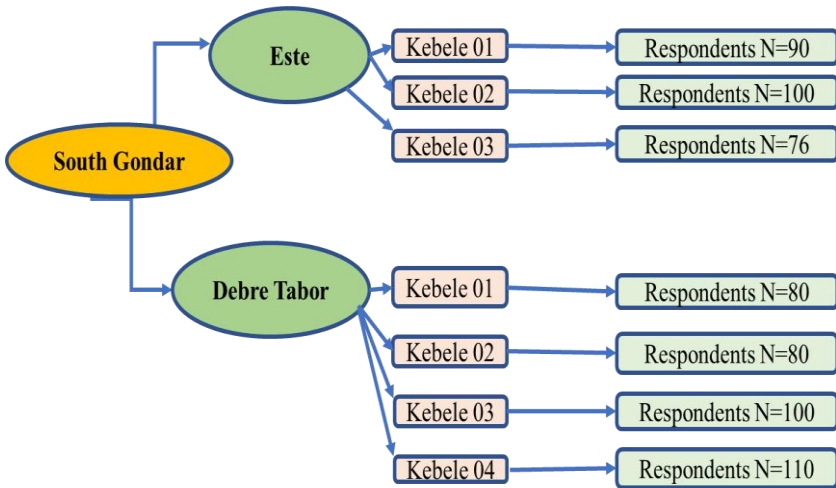 Este
Kebele 01
Respondents N=90
Kebele 02
Respondents N=100
Kebele 03
Respondents N=76
South Gondar
Debre Tabor
Kebele 01
Respondents N=80
Kebele 02
Respondents N=80
Kebele 03
Respondents N=100
Kebele 04
Respondents N=110